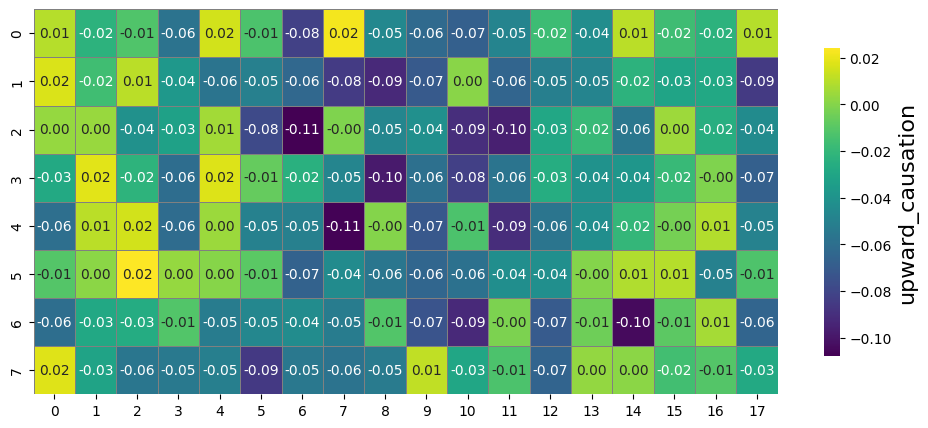 0 0.01 -0.02 -0.01 -0.06 0.02 -0.01 -0.08 0.02 -0.05 -0.06 -0.07 -0.05 -0.02 -0.04 0.01 -0.02 -0.02 0.01
1 0.02 -0.02 0.01 -0.04 -0.06 -0.05 -0.06 -0.08 -0.09 -0.07 0.00 -0.06 -0.05 -0.05 -0.02 -0.03 -0.03 -0.09
2 0.00 0.00 -0.04 -0.03 0.01 -0.08 -0.11 -0.00 -0.05 -0.04 -0.09 -0.10 -0.03 -0.02 -0.06 0.00 -0.02 -0.04
3 -0.03 0.02 -0.02 -0.06 0.02 -0.01 -0.02 -0.05 -0.10 -0.06 -0.08 -0.06 -0.03 -0.04 -0.04 -0.02 -0.00 -0.07
4 -0.06 0.01 0.02 -0.06 0.00 -0.05 -0.05 -0.11 -0.00 -0.07 -0.01 -0.09 -0.06 -0.04 -0.02 -0.00 0.01 -0.05
5 -0.01 0.00 0.02 0.00 0.00 -0.01 -0.07 -0.04 -0.06 -0.06 -0.06 -0.04 -0.04 -0.00 0.01 0.01 -0.05 -0.01
6 -0.06 -0.03 -0.03 -0.01 -0.05 -0.05 -0.04 -0.05 -0.01 -0.07 -0.09 -0.00 -0.07 -0.01 -0.10 -0.01 0.01 -0.06
7 0.02 -0.03 -0.06 -0.05 -0.05 -0.09 -0.05 -0.06 -0.05 0.01 -0.03 -0.01 -0.07 0.00 0.00 -0.02 -0.01 -0.03
0 1 2 3 4 5 6 7 8 9 10 11 12 13 14 15 16 17
0.02
0.00
−0.02
−0.04
−0.06
−0.08
−0.10
upward_causation